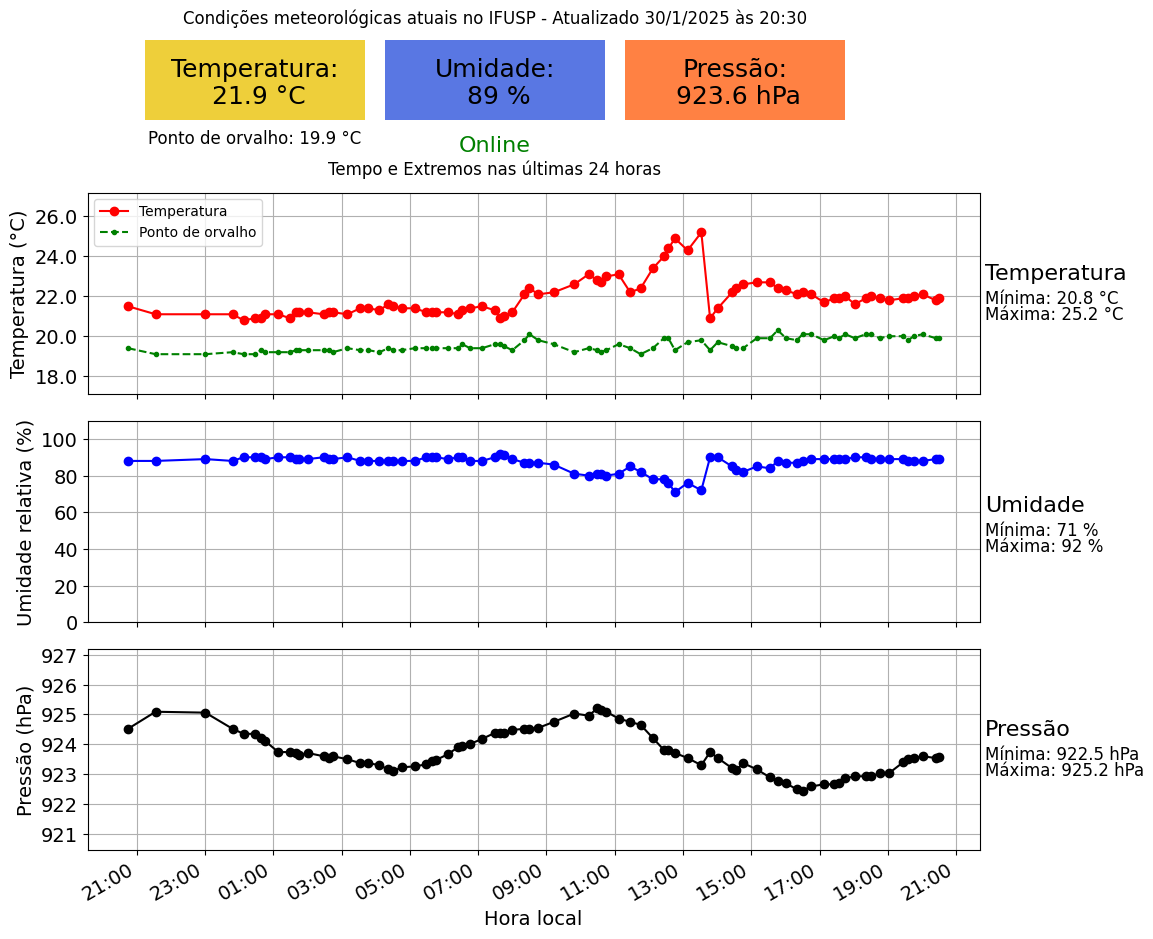 Condições meteorológicas atuais no IFUSP - Atualizado 30/1/2025 às 20:30
Temperatura:
21.9 °C
Umidade:
89 %
Pressão:
923.6 hPa
Ponto de orvalho: 19.9 °C
Online
Tempo e Extremos nas últimas 24 horas
Temperatura (°C)
26.0
24.0
22.0
20.0
18.0
Temperatura
Ponto de orvalho
Temperatura
Mínima: 20.8 °C
Máxima: 25.2 °C
Umidade relativa (%)
100
80
60
40
20
0
Umidade
Mínima: 71 %
Máxima: 92 %
Pressão (hPa)
927
926
925
924
923
922
921
Pressão
Mínima: 922.5 hPa
Máxima: 925.2 hPa
21:00
23:00
01:00
03:00
05:00
07:00
09:00
11:00
13:00
15:00
17:00
19:00
21:00
Hora local